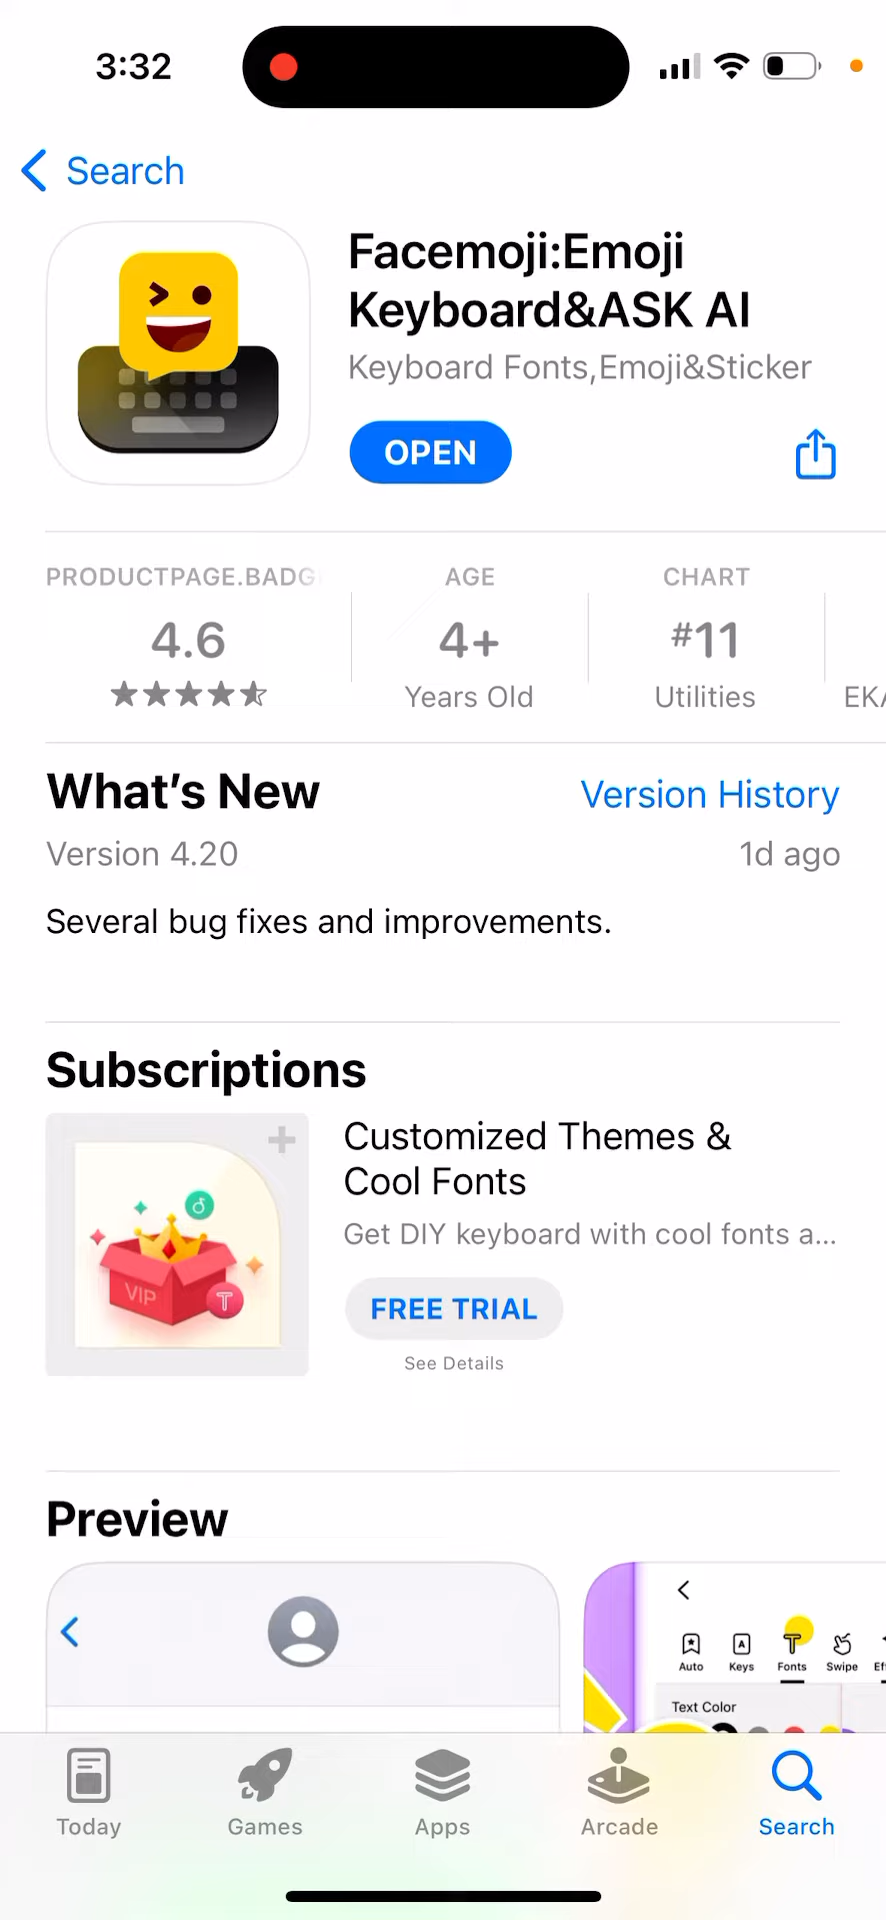 3:32
Search
Facemoji:Emoji
Keyboard&ASK AI
Keyboard Fonts,Emoji&Sticker
OPEN
PRODUCTPAGE.BADG
AGE
CHART
4.6
4+
#11
Years Old
Utilities
EKA
What's New
Version History
Version 4.20
1d ago
Several bug fixes and improvements.
Subscriptions
Customized Themes &
Cool Fonts
Get DIY keyboard with cool fonts a...
VIP
T
FREE TRIAL
See Details
Preview
Auto
Keys
Fonts
Swipe
Text Color
Today
Games
Apps
Arcade
Search